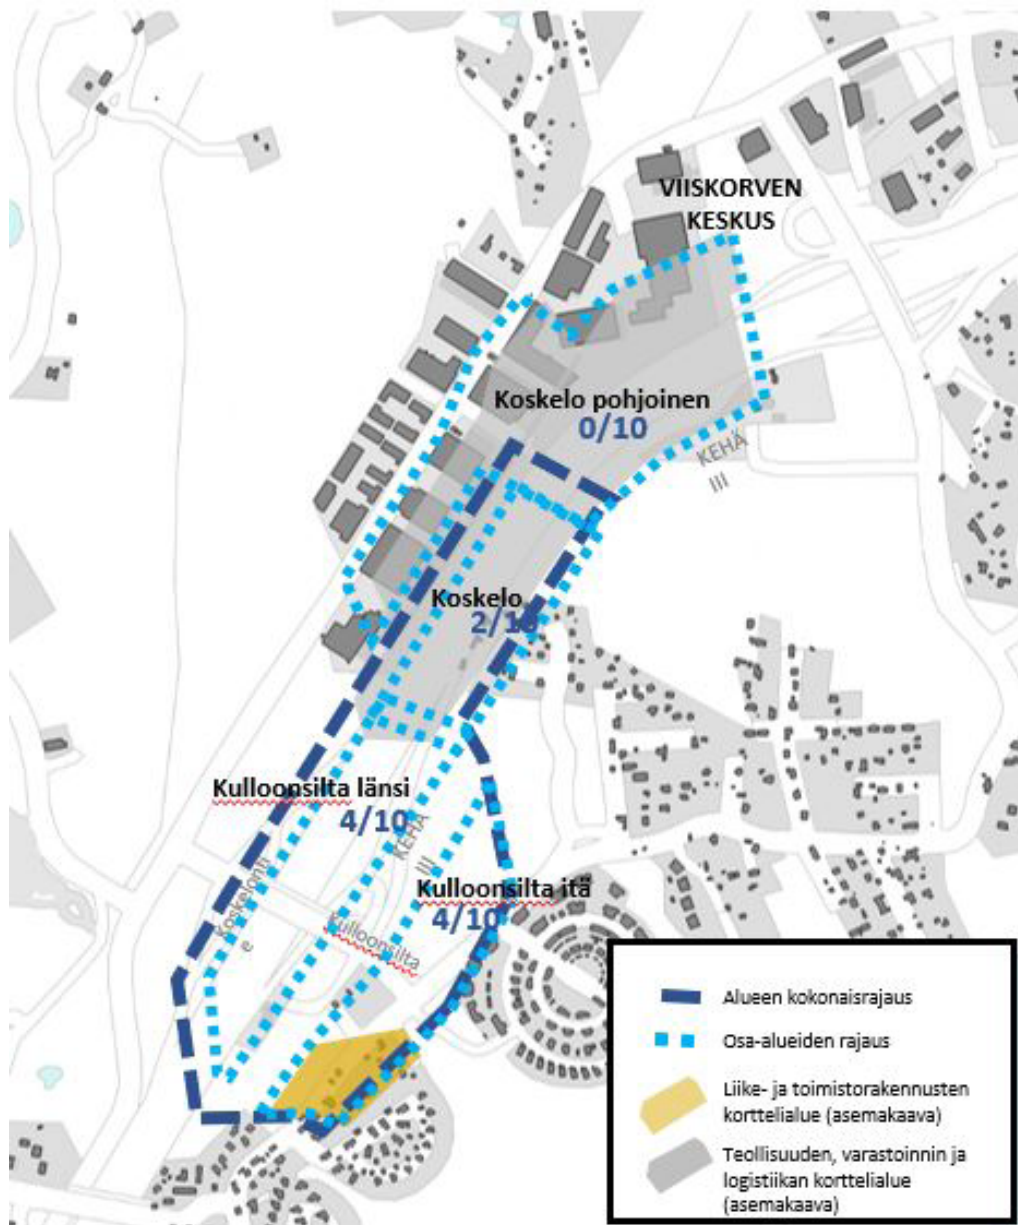 VIISKORVEN
KESKUS
Koskelo pohjoinen
0/10
KEHÄ
III
Koskelo
2/10
Kulloonsilta länsi
4/10
KEHÄ
III
Kulloonsilta itä
4/10
Koskelonti
e
Kulloonsilta
Alueen kokonaisrajaus
Osa-alueiden rajaus
Liike- ja toimistorakennusten
korttelialue (asemakaava)
Teollisuuden, varastoinnin ja
logistiikan korttelialue
(asemakaava)